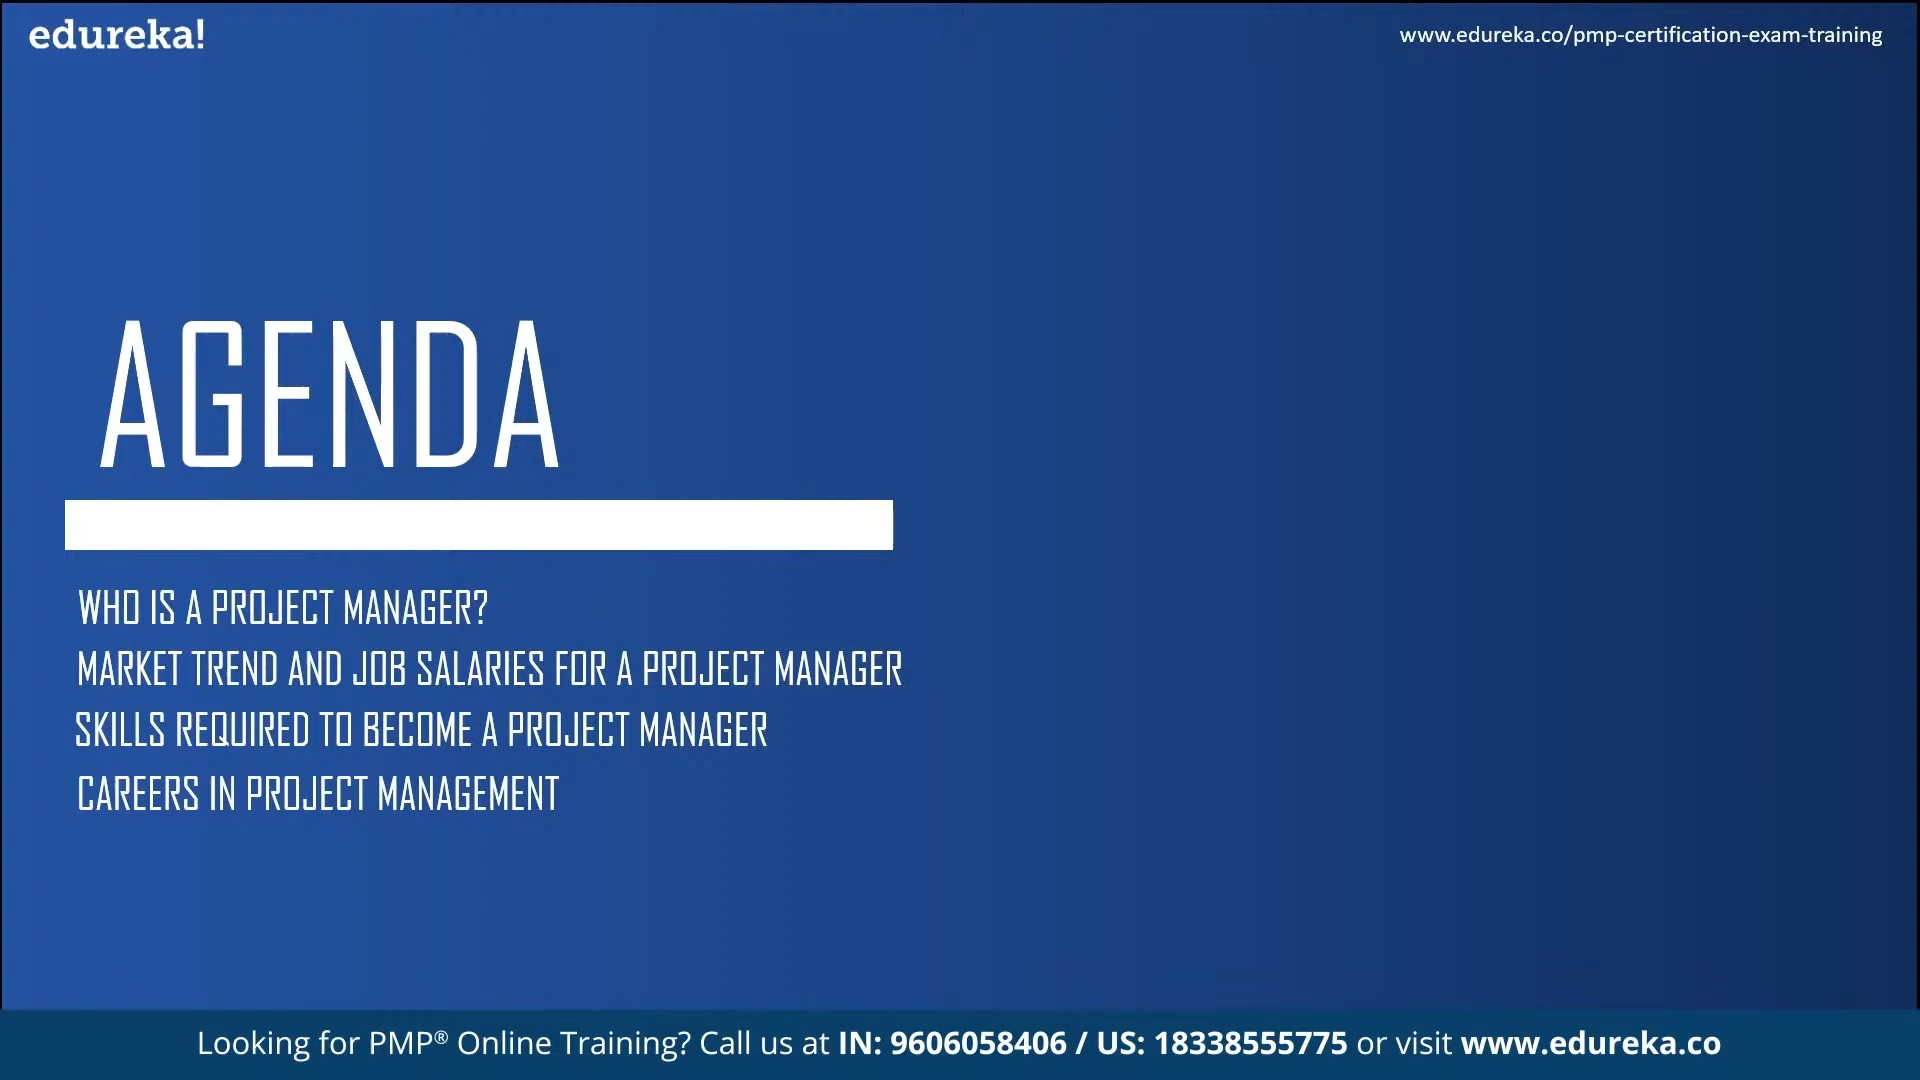 edureka!
www.edureka.co/pmp-certification-exam-training
AGENDA
WHO IS A PROJECT MANAGER?
MARKET TREND AND JOB SALARIES FOR A PROJECT MANAGER
SKILLS REQUIRED TO BECOME A PROJECT MANAGER
CAREERS IN PROJECT MANAGEMENT
Looking for PMP® Online Training? Call us at IN: 9606058406 / US: 18338555775 or visit www.edureka.co